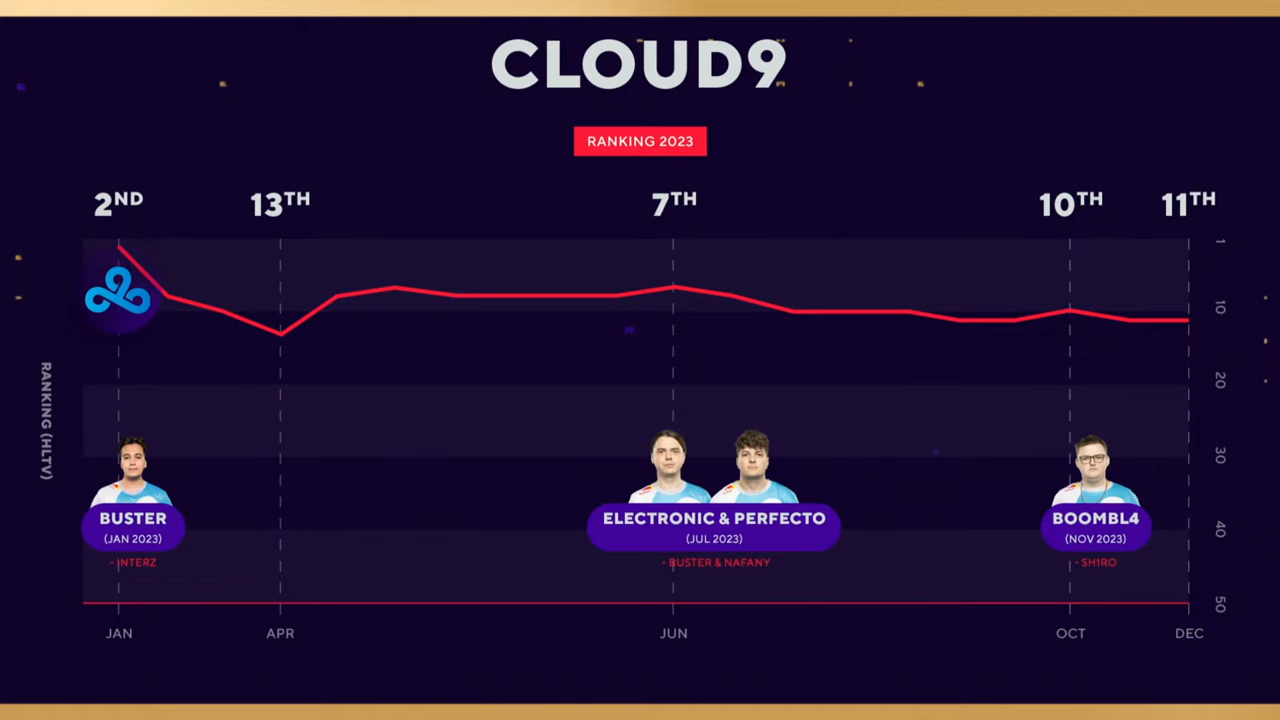 CLOUD9
RANKING 2023
2ND 13TH 7TH 10TH 11TH
1
10
20
30
40
50
RANKING (HLTV)
BUSTER
(JAN 2023)
- INTERZ
ELECTRONIC & PERFECTO
(JUL 2023)
- BUSTER & NAFANY
BOOMBL4
(NOV 2023)
- SHIRO
JAN APR JUN OCT DEC